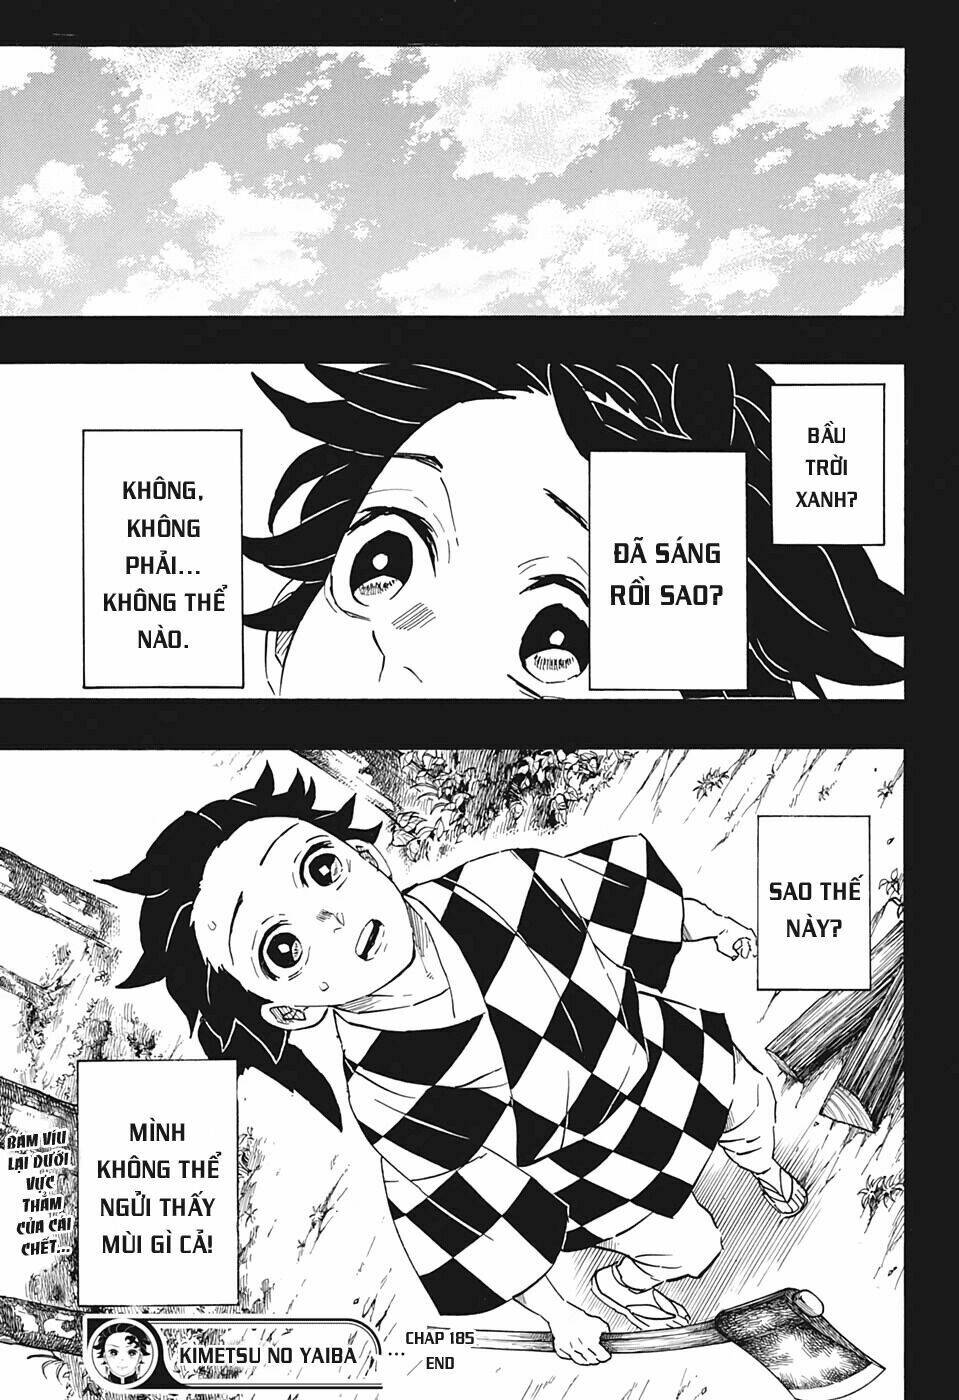 BẦU
TRỜI
XANH?
ĐÃ SÁNG
RỒI SAO?
KHÔNG,
KHÔNG
PHẢI...
KHÔNG THỂ
NÀO.
SAO THẾ
NÀY?
MÌNH
KHÔNG THỂ
NGỬI THẤY
MÙI GÌ CẢ!
BÁM VÍU
LẠI DƯỚI
VỰC
THẲM
CỦA CÁI
CHẾT...
KIMETSU NO YAIBA
...
CHAP 185
END